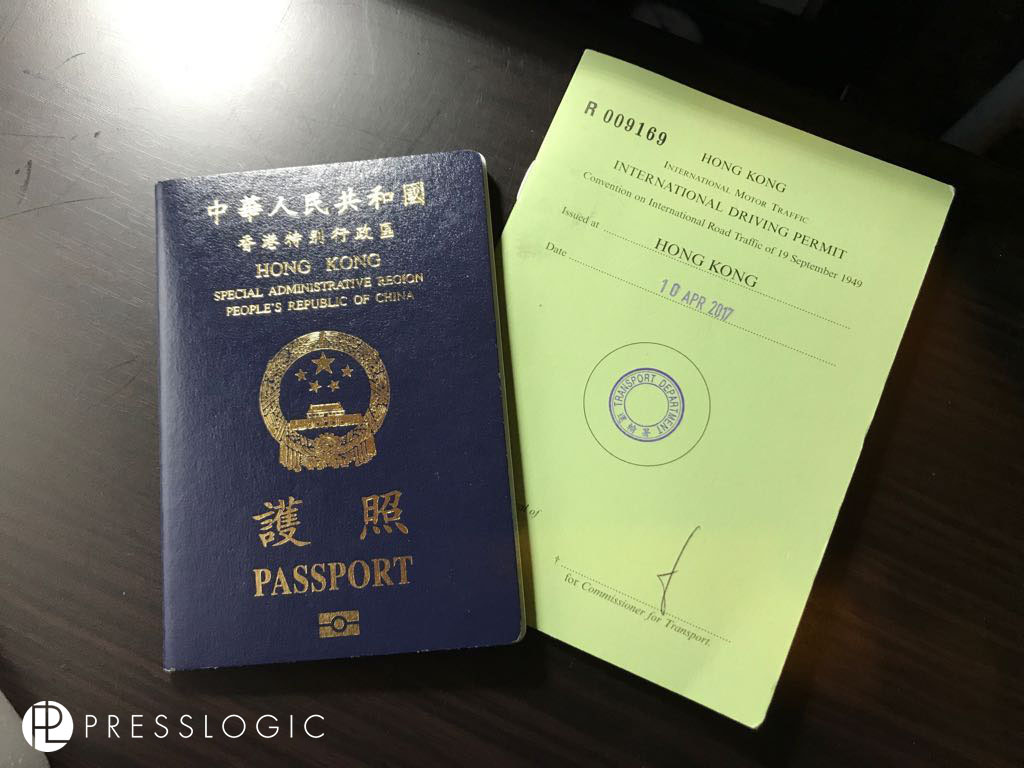 中華人民共和國
香港特別行政區
HONG KONG
SPECIAL ADMINISTRATIVE REGION
PEOPLE'S REPUBLIC OF CHINA
護照
PASSPORT
R 009169
HONG KONG
INTERNATIONAL MOTOR TRAFFIC
INTERNATIONAL DRIVING PERMIT
Convention on International Road Traffic of 19 September 1949
Issued at HONG KONG
Date 10 APR 2017
TRANSPORT DEPARTMENT
運輸署
of
†
for Commissioner for Transport.
PL PRESSLOGIC